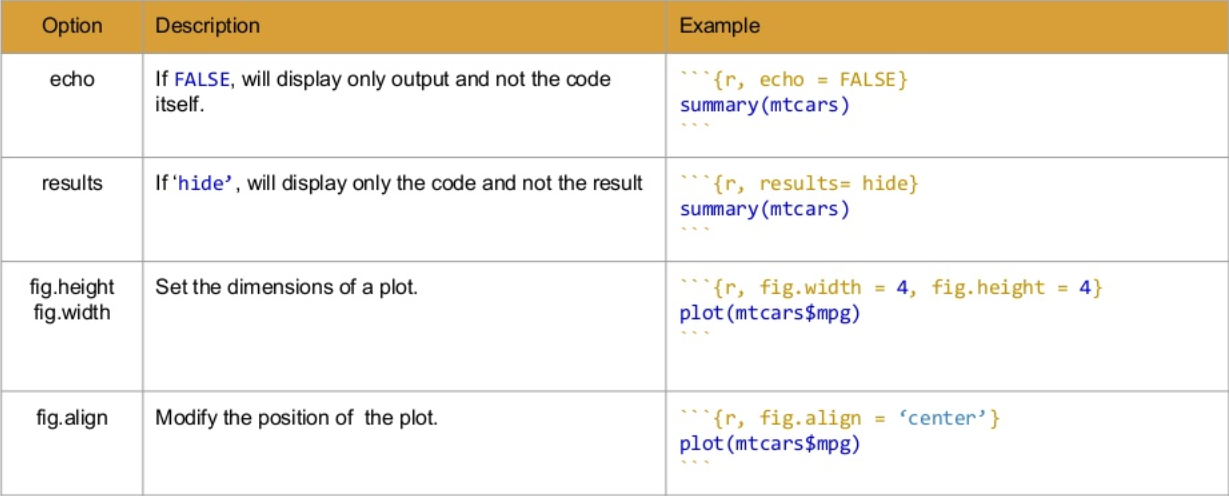 Option Description Example
echo If FALSE, will display only output and not the code
itself.
```{r, echo = FALSE}
summary(mtcars)
```
results If ‘hide’, will display only the code and not the result
```{r, results= hide}
summary(mtcars)
```
fig.height
fig.width
Set the dimensions of a plot.
```{r, fig.width = 4, fig.height = 4}
plot(mtcars$mpg)
```
fig.align Modify the position of the plot.
```{r, fig.align = ‘center’}
plot(mtcars$mpg)
```